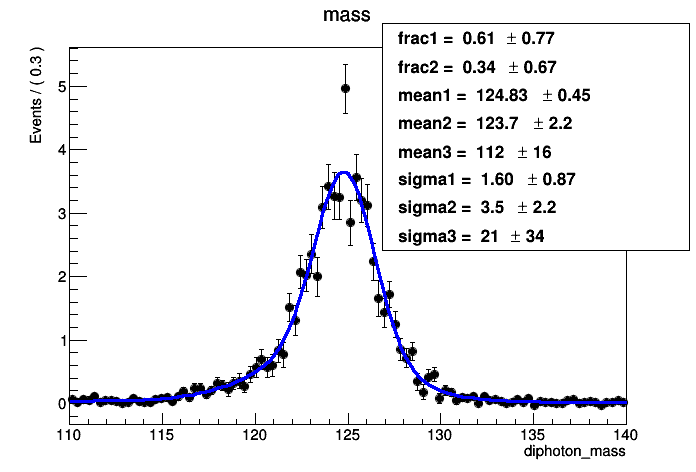 mass
frac1 = 0.61 ± 0.77
frac2 = 0.34 ± 0.67
mean1 = 124.83 ± 0.45
mean2 = 123.7 ± 2.2
mean3 = 112 ± 16
sigma1 = 1.60 ± 0.87
sigma2 = 3.5 ± 2.2
sigma3 = 21 ± 34
Events / ( 0.3 )
5
4
3
2
1
0
110 115 120 125 130 135 140
diphoton_mass